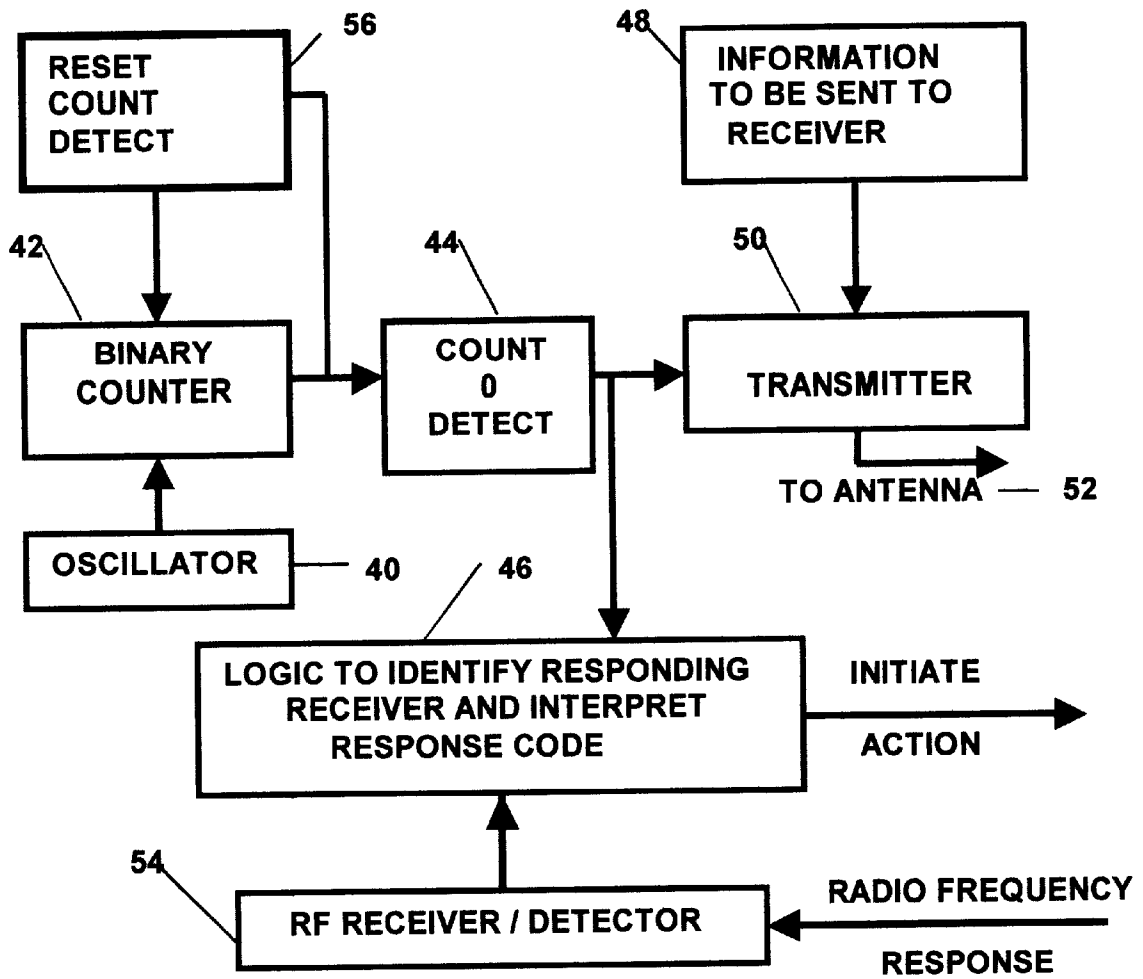 56
RESET
COUNT
DETECT
48
INFORMATION
TO BE SENT TO
RECEIVER
42
BINARY
COUNTER
44
COUNT
0
DETECT
50
TRANSMITTER
TO ANTENNA
52
OSCILLATOR
40
46
LOGIC TO IDENTIFY RESPONDING
RECEIVER AND INTERPRET
RESPONSE CODE
INITIATE
ACTION
54
RF RECEIVER / DETECTOR
RADIO FREQUENCY
RESPONSE